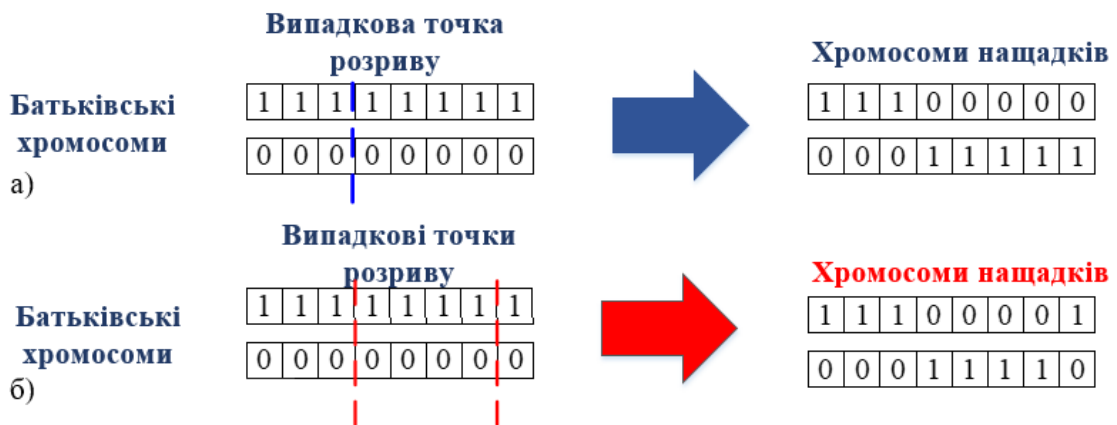 Випадкова точка
розриву
Хромосоми нащадків
Батьківські
хромосоми
1 1 1 1 1 1 1 1
0 0 0 0 0 0 0 0
1 1 1 0 0 0 0 0
0 0 0 1 1 1 1 1
а)
Випадкові точки
розриву
Хромосоми нащадків
Батьківські
хромосоми
1 1 1 1 1 1 1 1
0 0 0 0 0 0 0 0
1 1 1 0 0 0 0 1
0 0 0 1 1 1 1 0
б)